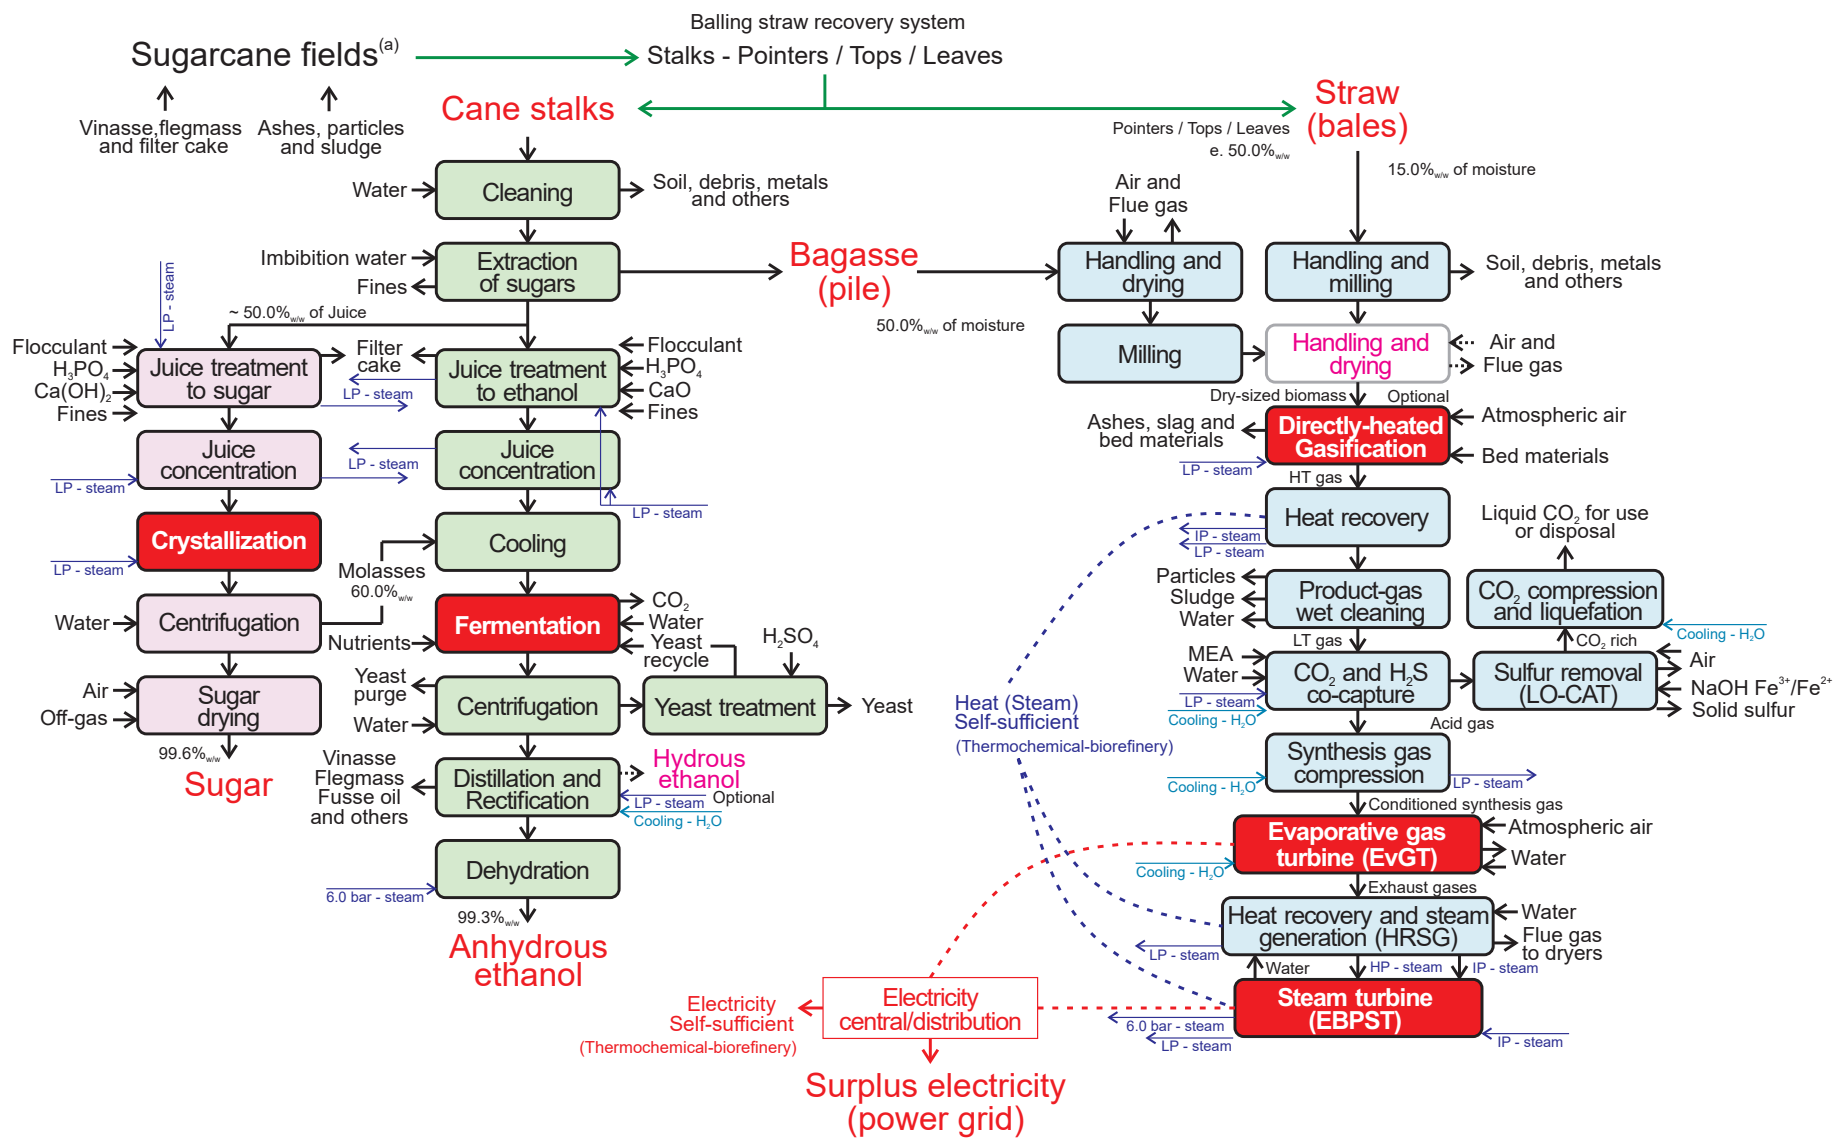 Balling straw recovery system
Sugarcane fields(a)
Stalks - Pointers / Tops / Leaves
Vinasse,flegmass
and filter cake
Ashes, particles
and sludge
Cane stalks
Straw
(bales)
Pointers / Tops / Leaves
e. 50.0%w/w
15.0%w/w of moisture
Water
Cleaning
Soil, debris, metals
and others
Imbibition water
Fines
Extraction
of sugars
Bagasse
(pile)
50.0%w/w of moisture
Air and
Flue gas
Handling and
drying
Handling and
milling
Soil, debris, metals
and others
Milling
Handling and
drying
Air and
Flue gas
Dry-sized biomass
Optional
LP - steam
~ 50.0%w/w of Juice
Flocculant
H3PO4
Ca(OH)2
Fines
Juice treatment
to sugar
Filter
cake
LP - steam
Juice treatment
to ethanol
Flocculant
H3PO4
CaO
Fines
Juice
concentration
LP - steam
LP - steam
Juice
concentration
LP - steam
Crystallization
LP - steam
Cooling
Molasses
60.0%w/w
Water
Centrifugation
Nutrients
Fermentation
CO2
Water
Yeast
recycle
H2SO4
Air
Off-gas
Sugar
drying
99.6%w/w
Sugar
Yeast
purge
Water
Centrifugation
Yeast treatment
Yeast
Vinasse
Flegmass
Fusse oil
and others
Distillation and
Rectification
Hydrous
ethanol
LP - steam
Optional
Cooling - H2O
Dehydration
6.0 bar - steam
99.3%w/w
Anhydrous
ethanol
Ashes, slag and
bed materials
LP - steam
Directly-heated
Gasification
Atmospheric air
Bed materials
HT gas
Heat recovery
IP - steam
LP - steam
Liquid CO2 for use
or disposal
Particles
Sludge
Water
Product-gas
wet cleaning
CO2 compression
and liquefation
Cooling - H2O
LT gas
CO2 rich
MEA
Water
LP - steam
Cooling - H2O
CO2 and H2S
co-capture
Sulfur removal
(LO-CAT)
Air
NaOH Fe3+/Fe2+
Solid sulfur
Acid gas
Heat (Steam)
Self-sufficient
(Thermochemical-biorefinery)
Synthesis gas
compression
Cooling - H2O
LP - steam
Conditioned synthesis gas
Evaporative gas
turbine (EvGT)
Atmospheric air
Water
Cooling - H2O
Exhaust gases
Heat recovery and steam
generation (HRSG)
Water
Flue gas
to dryers
LP - steam
Water
HP - steam
IP - steam
Steam turbine
(EBPST)
6.0 bar - steam
LP - steam
IP - steam
Electricity
Self-sufficient
(Thermochemical-biorefinery)
Electricity
central/distribution
Surplus electricity
(power grid)